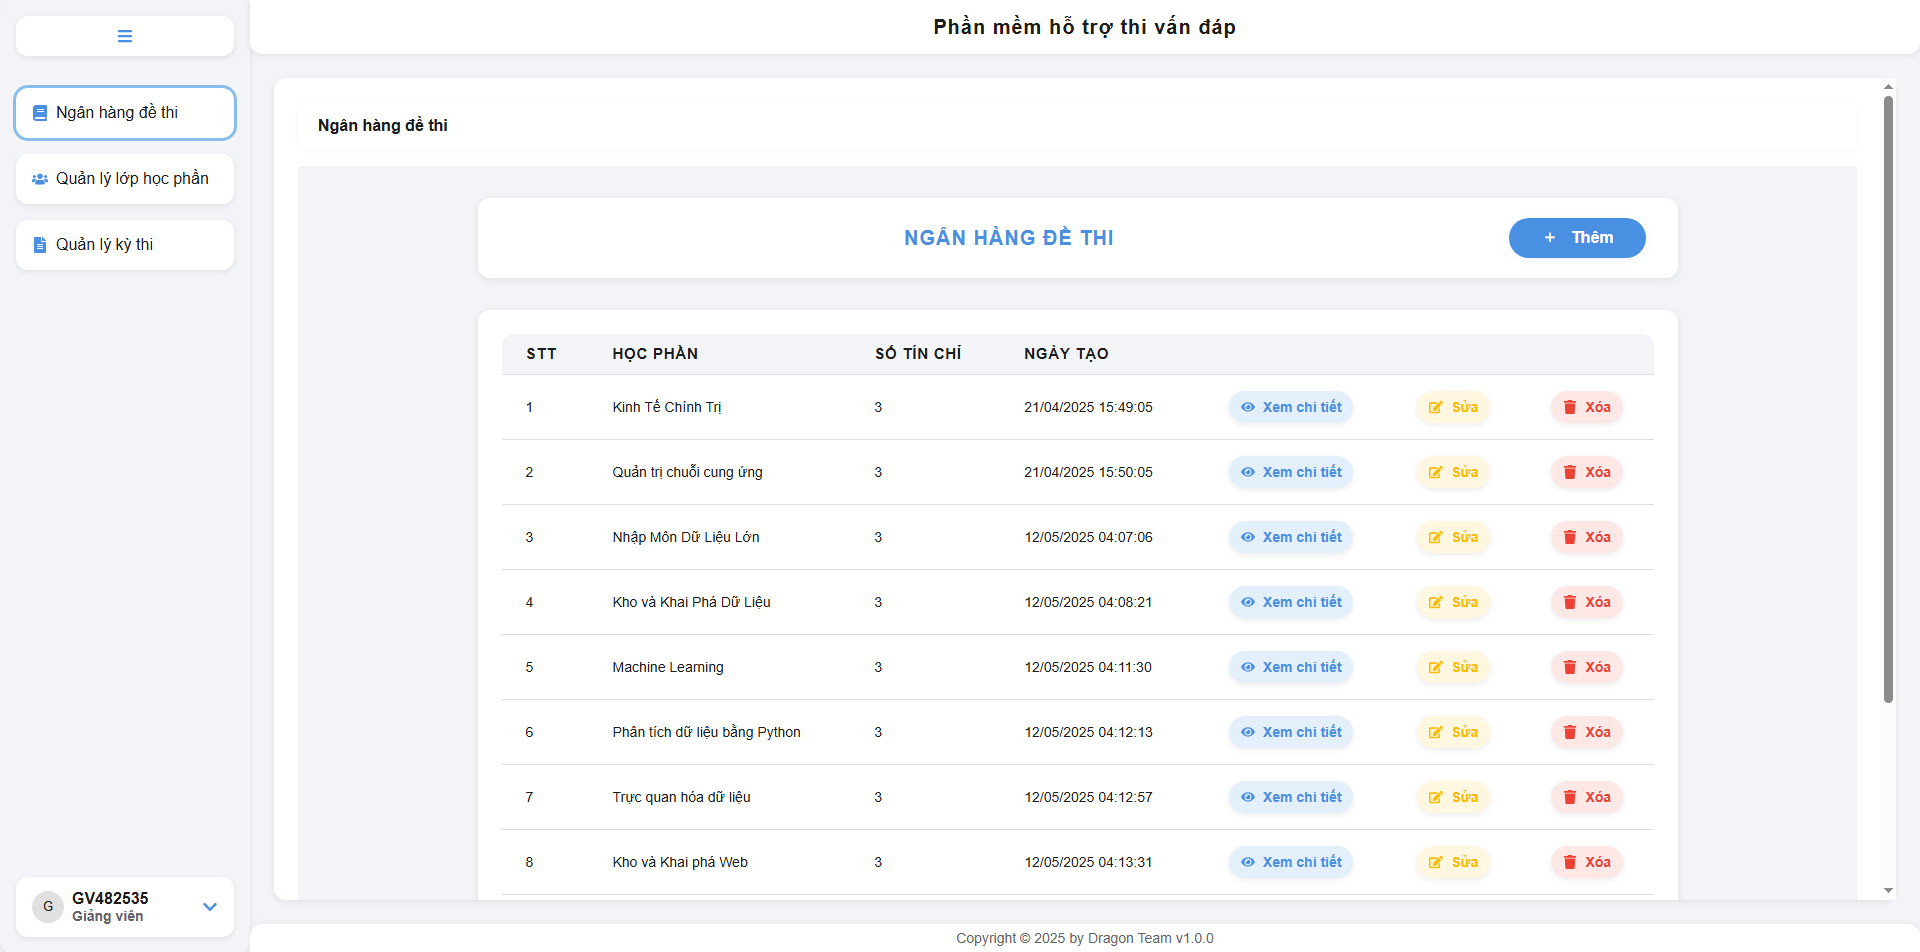 Phần mềm hỗ trợ thi vấn đáp
Ngân hàng đề thi
Quản lý lớp học phần
Quản lý kỳ thi
G GV482535
Giảng viên
Ngân hàng đề thi
NGÂN HÀNG ĐỀ THI
+ Thêm
STT HỌC PHẦN SỐ TÍN CHỈ NGÀY TẠO
1 Kinh Tế Chính Trị 3 21/04/2025 15:49:05 Xem chi tiết Sửa Xóa
2 Quản trị chuỗi cung ứng 3 21/04/2025 15:50:05 Xem chi tiết Sửa Xóa
3 Nhập Môn Dữ Liệu Lớn 3 12/05/2025 04:07:06 Xem chi tiết Sửa Xóa
4 Kho và Khai Phá Dữ Liệu 3 12/05/2025 04:08:21 Xem chi tiết Sửa Xóa
5 Machine Learning 3 12/05/2025 04:11:30 Xem chi tiết Sửa Xóa
6 Phân tích dữ liệu bằng Python 3 12/05/2025 04:12:13 Xem chi tiết Sửa Xóa
7 Trực quan hóa dữ liệu 3 12/05/2025 04:12:57 Xem chi tiết Sửa Xóa
8 Kho và Khai phá Web 3 12/05/2025 04:13:31 Xem chi tiết Sửa Xóa
Copyright © 2025 by Dragon Team v1.0.0